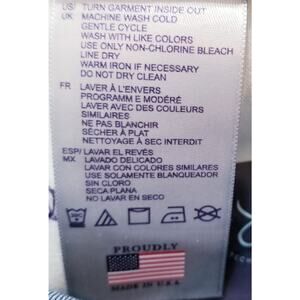 US/ TURN GARMENT INSIDE OUT
UK MACHINE WASH COLD
GENTLE CYCLE
WASH WITH LIKE COLORS
USE ONLY NON-CHLORINE BLEACH
LINE DRY
WARM IRON IF NECESSARY
DO NOT DRY CLEAN
FR LAVER À L'ENVERS
PROGRAMME MODÉRÉ
LAVER AVEC DES COULEURS
SIMILAIRES
NE PAS BLANCHIR
SÉCHER À PLAT
NETTOYAGE À SEC INTERDIT
ESP/ LAVAR EL REVÉS
MX LAVADO DELICADO
LAVAR CON COLORES SIMILARES
USE SOLAMENTE BLANQUEADOR
SIN CLORO
SECA PLANA
NO LAVAR EN SECO
PROUDLY
MADE IN U.S.A